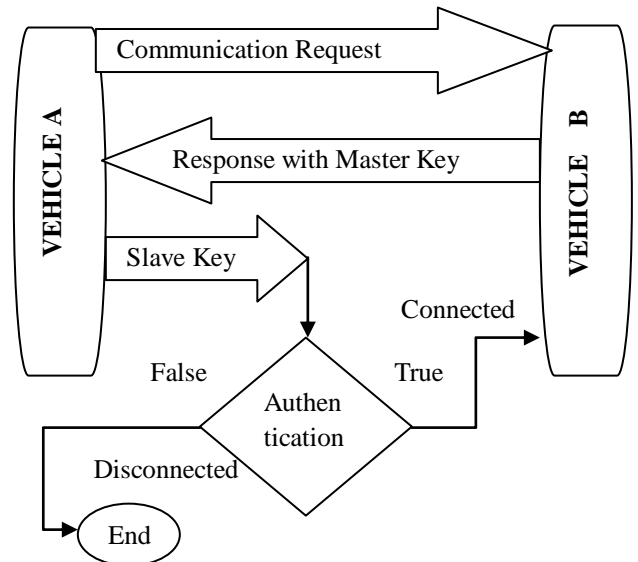 Communication Request
VEHICLE A
VEHICLE B
Response with Master Key
Slave Key
Connected
False
True
Authen
tication
Disconnected
End